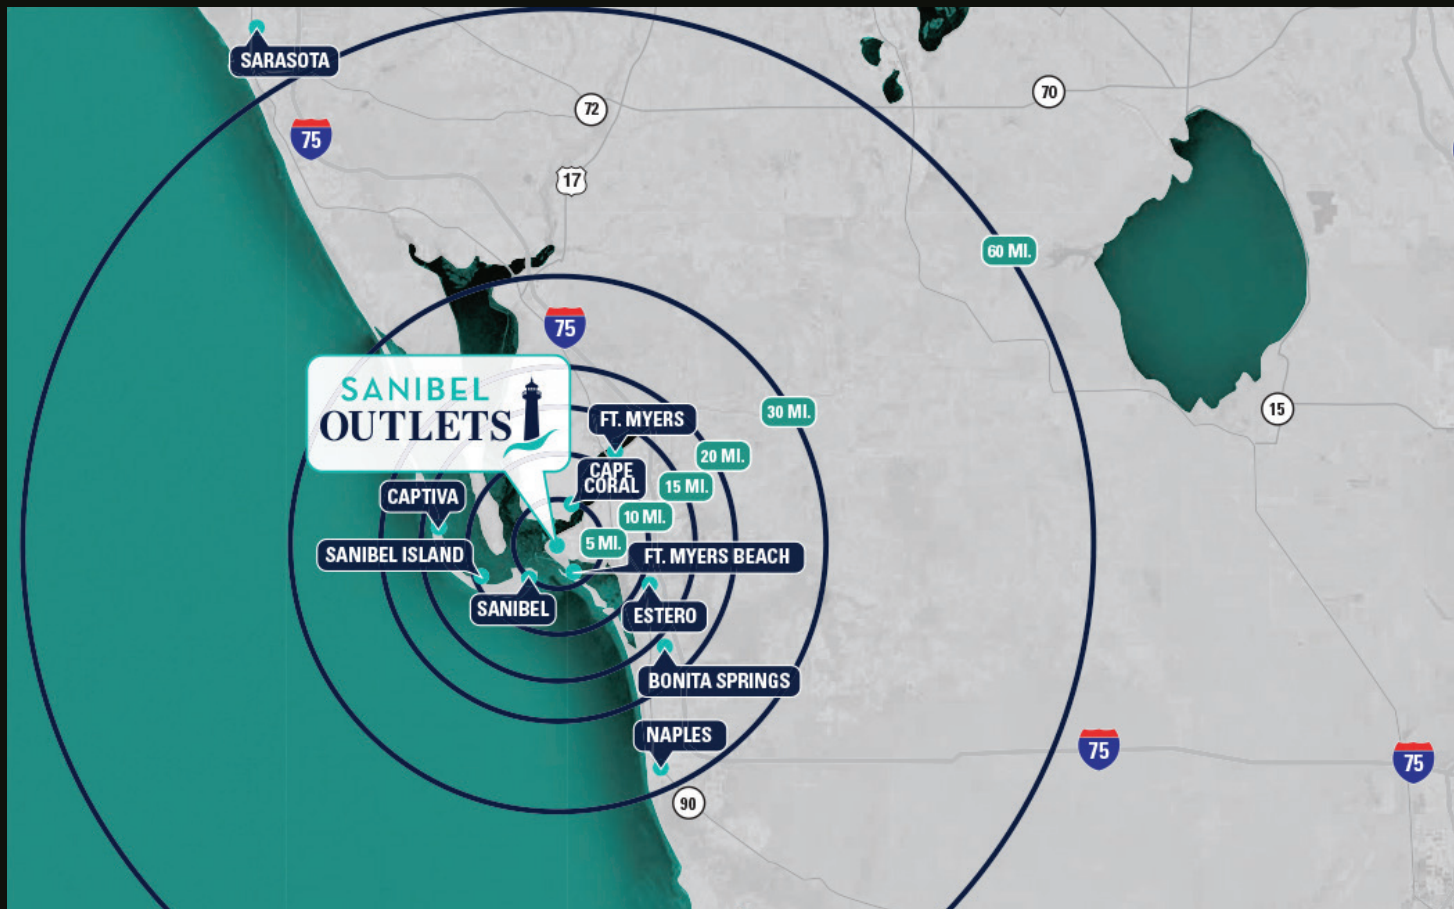 SARASOTA
72
70
75
17
60 MI.
75
SANIBEL
OUTLETS
30 MI.
15
FT. MYERS
20 MI.
CAPE
CORAL
15 MI.
CAPTIVA
10 MI.
5 MI.
SANIBEL ISLAND
FT. MYERS BEACH
SANIBEL
ESTERO
BONITA SPRINGS
NAPLES
75
75
90